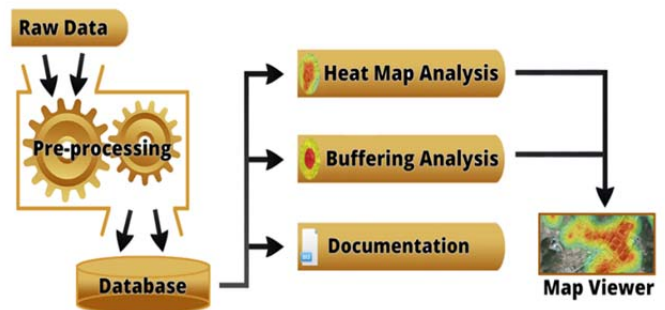 Raw Data
Pre-processing
Database
Heat Map Analysis
Buffering Analysis
Documentation
Map Viewer